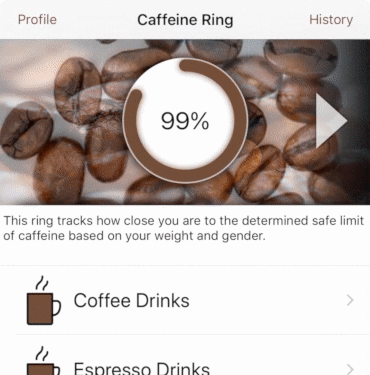 Profile Caffeine Ring History
99%
This ring tracks how close you are to the determined safe limit
of caffeine based on your weight and gender.
Coffee Drinks
Espresso Drinks